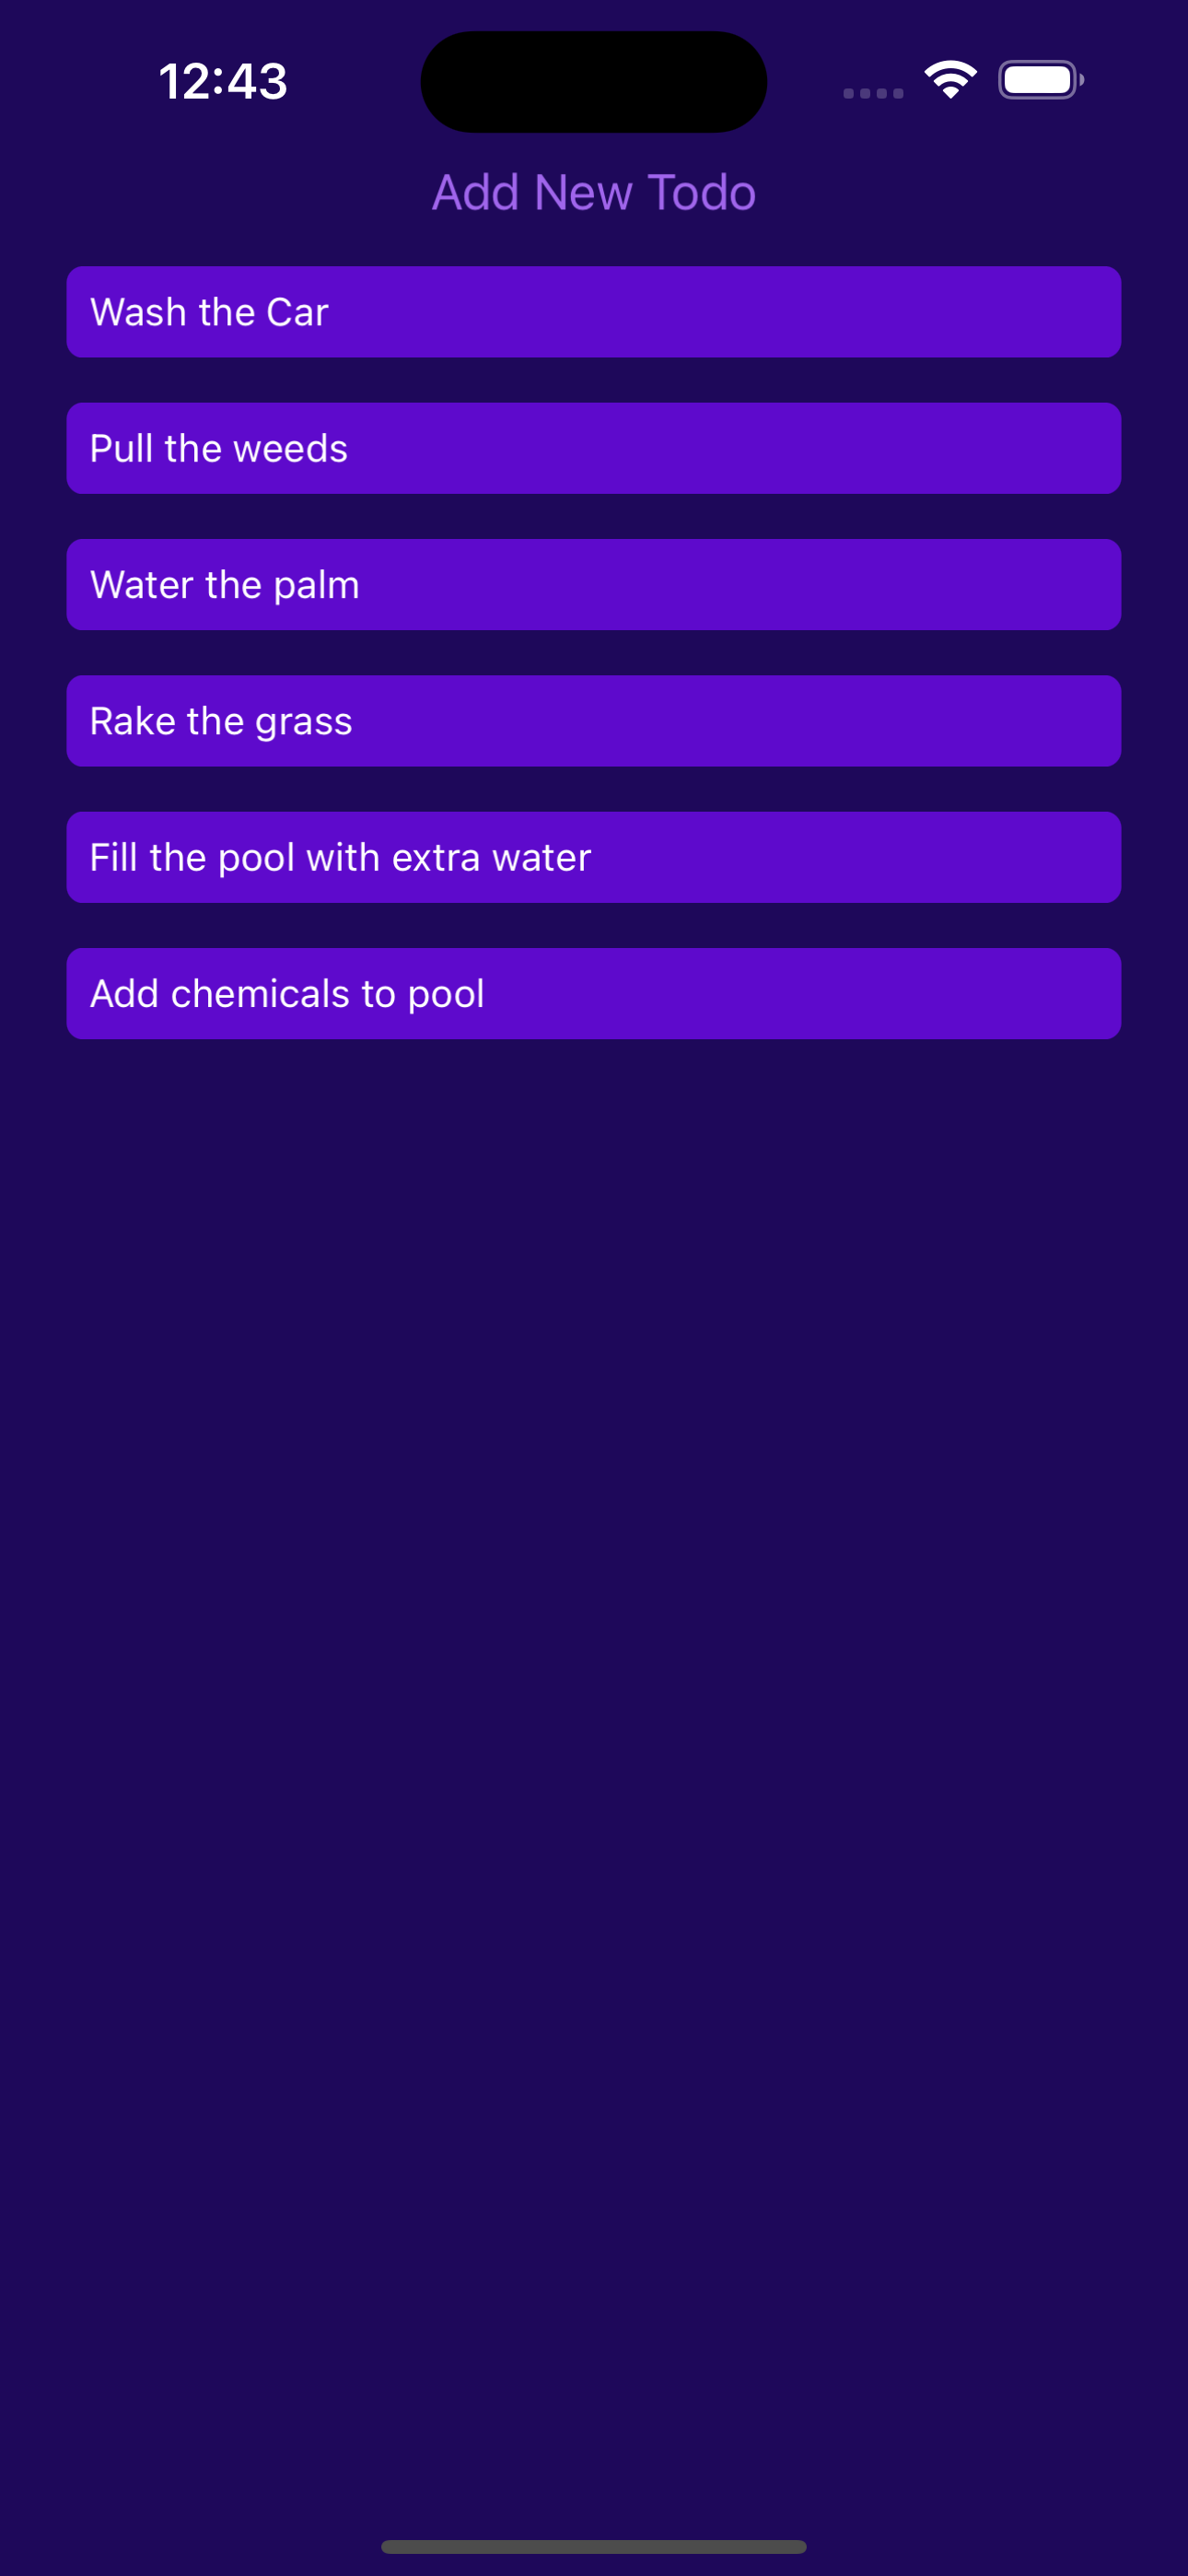 12:43
Add New Todo
Wash the Car
Pull the weeds
Water the palm
Rake the grass
Fill the pool with extra water
Add chemicals to pool